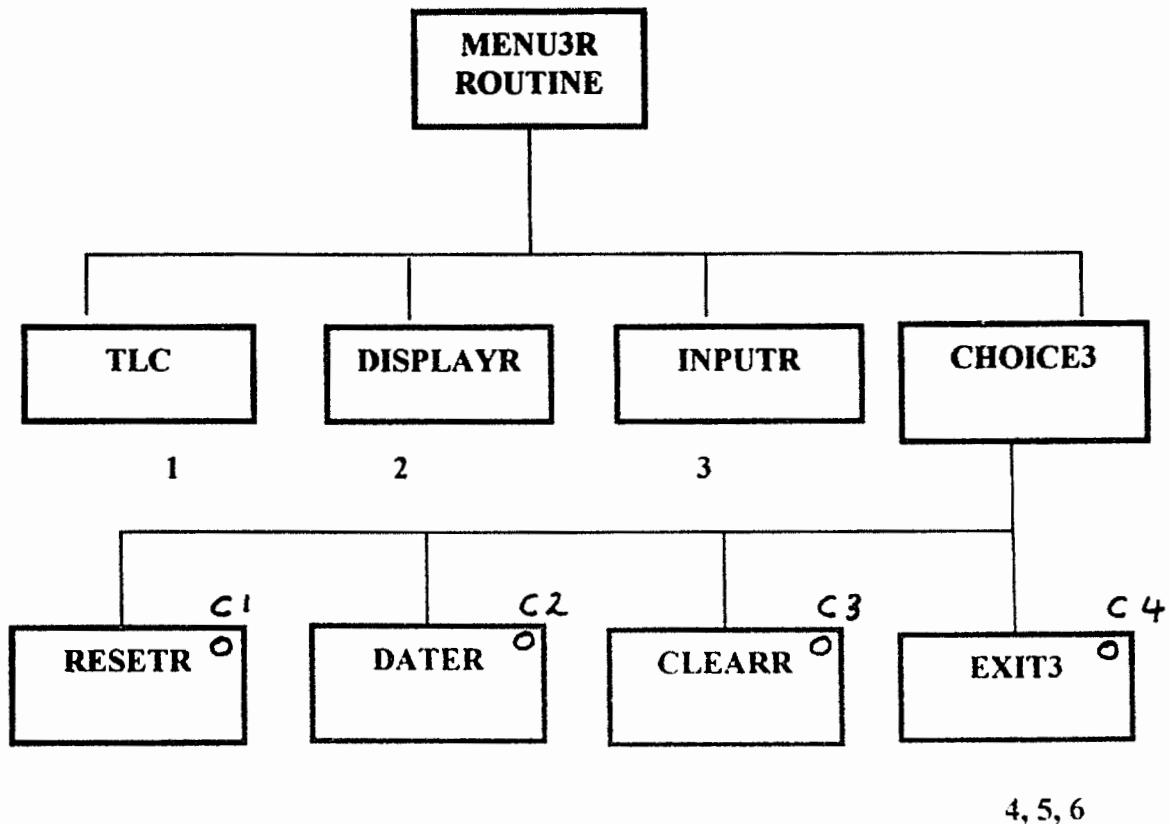 MENU3R
ROUTINE
TLC
DISPLAYR
INPUTR
CHOICE3
1
2
3
C1
C2
C3
C4
RESETR O
DATER O
CLEARR O
EXIT3 O
4, 5, 6